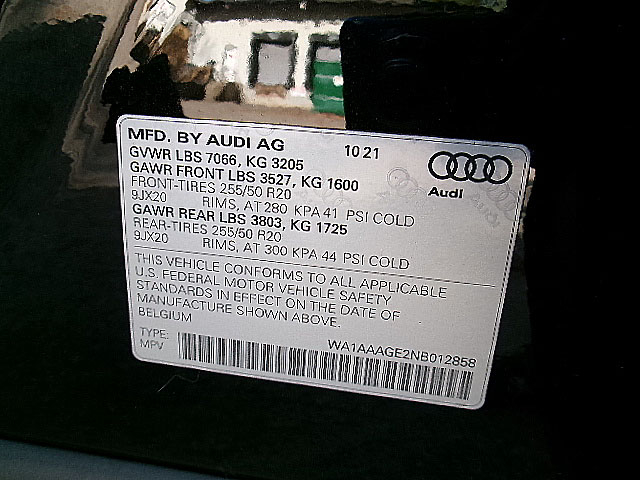 MFD. BY AUDI AG 10 21
GVWR LBS 7066, KG 3205
GAWR FRONT LBS 3527, KG 1600
FRONT-TIRES 255/50 R20
9JX20 RIMS, AT 280 KPA 41 PSI COLD
GAWR REAR LBS 3803, KG 1725
REAR-TIRES 255/50 R20
9JX20 RIMS, AT 300 KPA 44 PSI COLD
Audi
THIS VEHICLE CONFORMS TO ALL APPLICABLE
U.S. FEDERAL MOTOR VEHICLE SAFETY
STANDARDS IN EFFECT ON THE DATE OF
MANUFACTURE SHOWN ABOVE.
BELGIUM
WA1AAAGE2NB012858
TYPE:
MPV